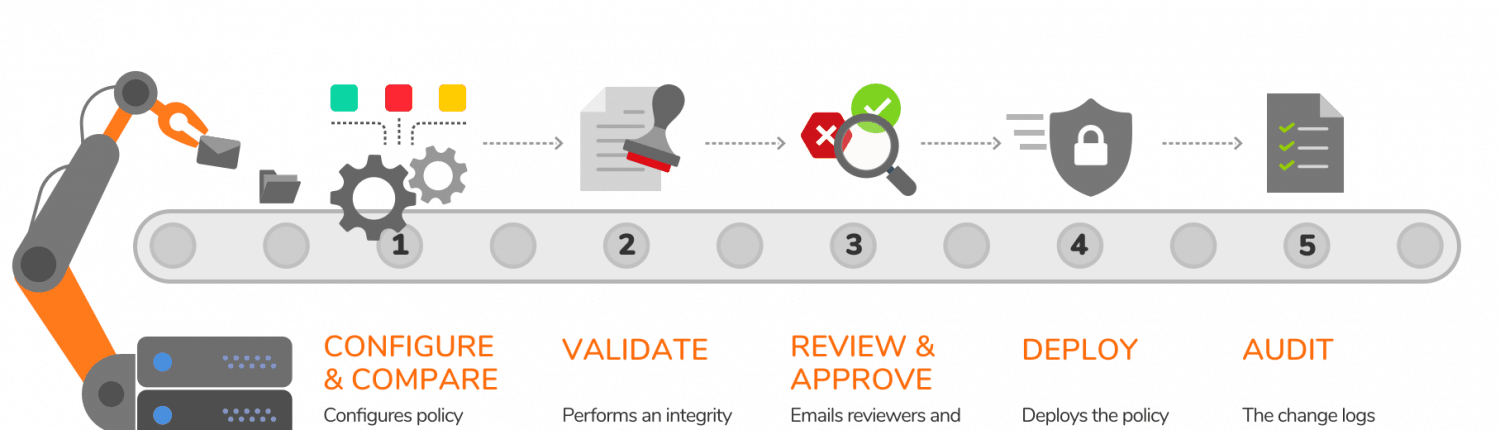 1 2 3 4 5
CONFIGURE
& COMPARE
Configures policy
VALIDATE
Performs an integrity
REVIEW &
APPROVE
Emails reviewers and
DEPLOY
Deploys the policy
AUDIT
The change logs